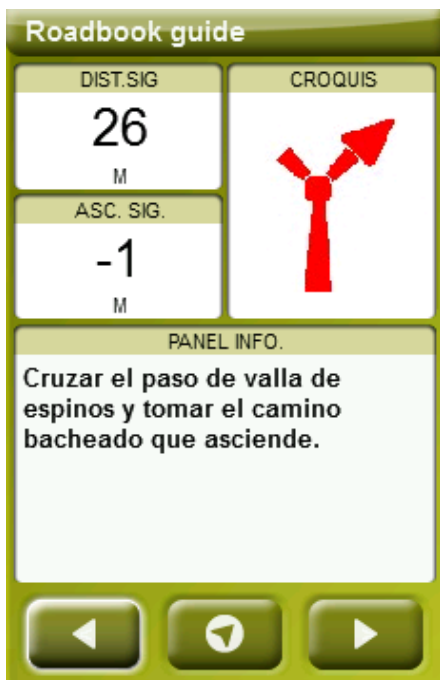 Roadbook guide
DIST.SIG
26
M
CROQUIS
ASC. SIG.
-1
M
PANEL INFO.
Cruzar el paso de valla de
espinos y tomar el camino
bacheado que asciende.